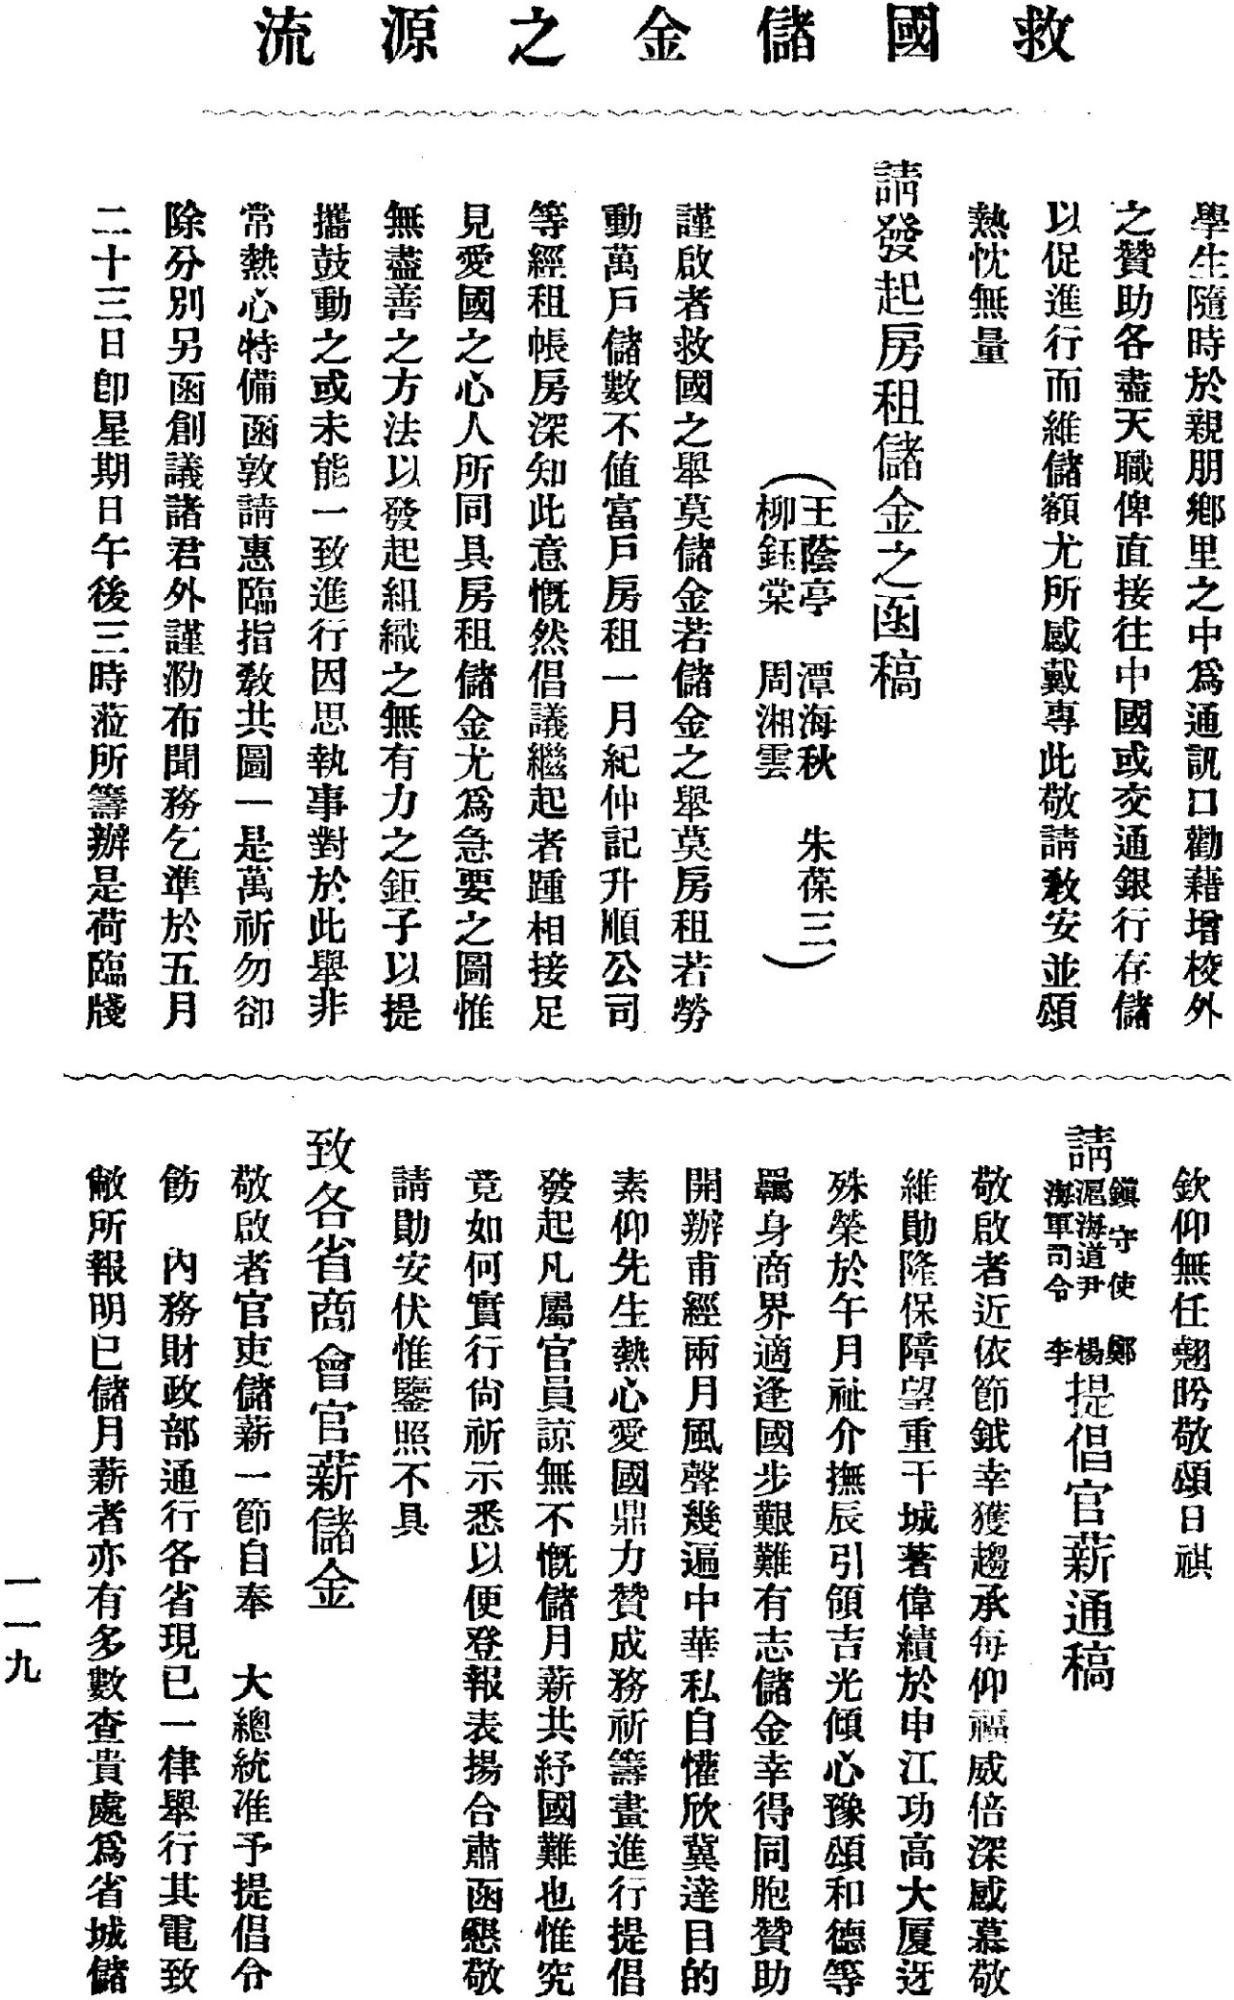 救國儲金之源流
學生隨時於親朋鄉里之中爲通訊口勸藉增校外
之贊助各盡天職俾直接往中國或交通銀行存儲
以促進行而維儲額尤所感戴專此敬請敎安並頌
熱忱無量
請發起房租儲金之函稿
（王蔭亭 潭海秋 朱葆三
柳鈺棠 周湘雲）
謹啟者救國之舉莫儲金若儲金之舉莫房租若勞
動萬戶儲數不值富戶房租一月紀仲記升順公司
等經租帳房深知此意慨然倡議繼起者踵相接足
見愛國之心人所同具房租儲金尤爲急要之圖惟
無盡善之方法以發起組織之無有力之鉅子以提
攜鼓動之或未能一致進行因思執事對於此舉非
常熱心特備函敦請惠臨指敎共圖一是萬祈勿卻
除分別另函創議諸君外謹泐布聞務乞準於五月
二十三日卽星期日午後三時蒞所籌辦是荷臨牋
欽仰無任翹盼敬頌日祺
請鎭守使 鄭 滬海道尹 楊 海軍司令 李 提倡官薪通稿
敬啟者近依節鉞幸獲趨承每仰福威倍深感慕敬
維勛隆保障望重干城著偉績於申江功高大厦迓
殊榮於午月祉介撫辰引領吉光傾心豫頌和德等
羈身商界適逢國步艱難有志儲金幸得同胞贊助
開辦甫經兩月風聲幾遍中華私自懽欣冀達目的
素仰先生熱心愛國鼎力贊成務祈籌畫進行提倡
發起凡屬官員諒無不慨儲月薪共紓國難也惟究
竟如何實行尙祈示悉以便登報表揚合肅函懇敬
請勛安伏惟鑒照不具
致各省商會官薪儲金
敬啟者官吏儲薪一節自奉 大總統准予提倡令
飭 內務財政部通行各省現已一律舉行其電致
敝所報明已儲月薪者亦有多數查貴處爲省城儲
一一九